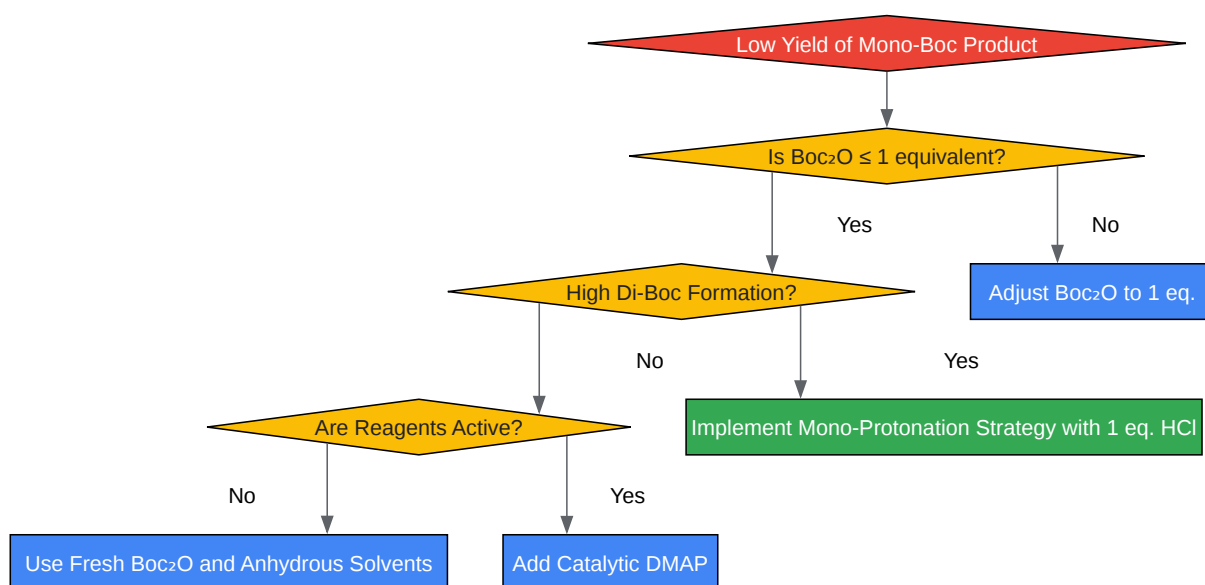 Low Yield of Mono-Boc Product
Is Boc₂O ≤ 1 equivalent?
Yes
No
High Di-Boc Formation?
Adjust Boc₂O to 1 eq.
No
Yes
Are Reagents Active?
Implement Mono-Protonation Strategy with 1 eq. HCl
No
Yes
Use Fresh Boc₂O and Anhydrous Solvents
Add Catalytic DMAP